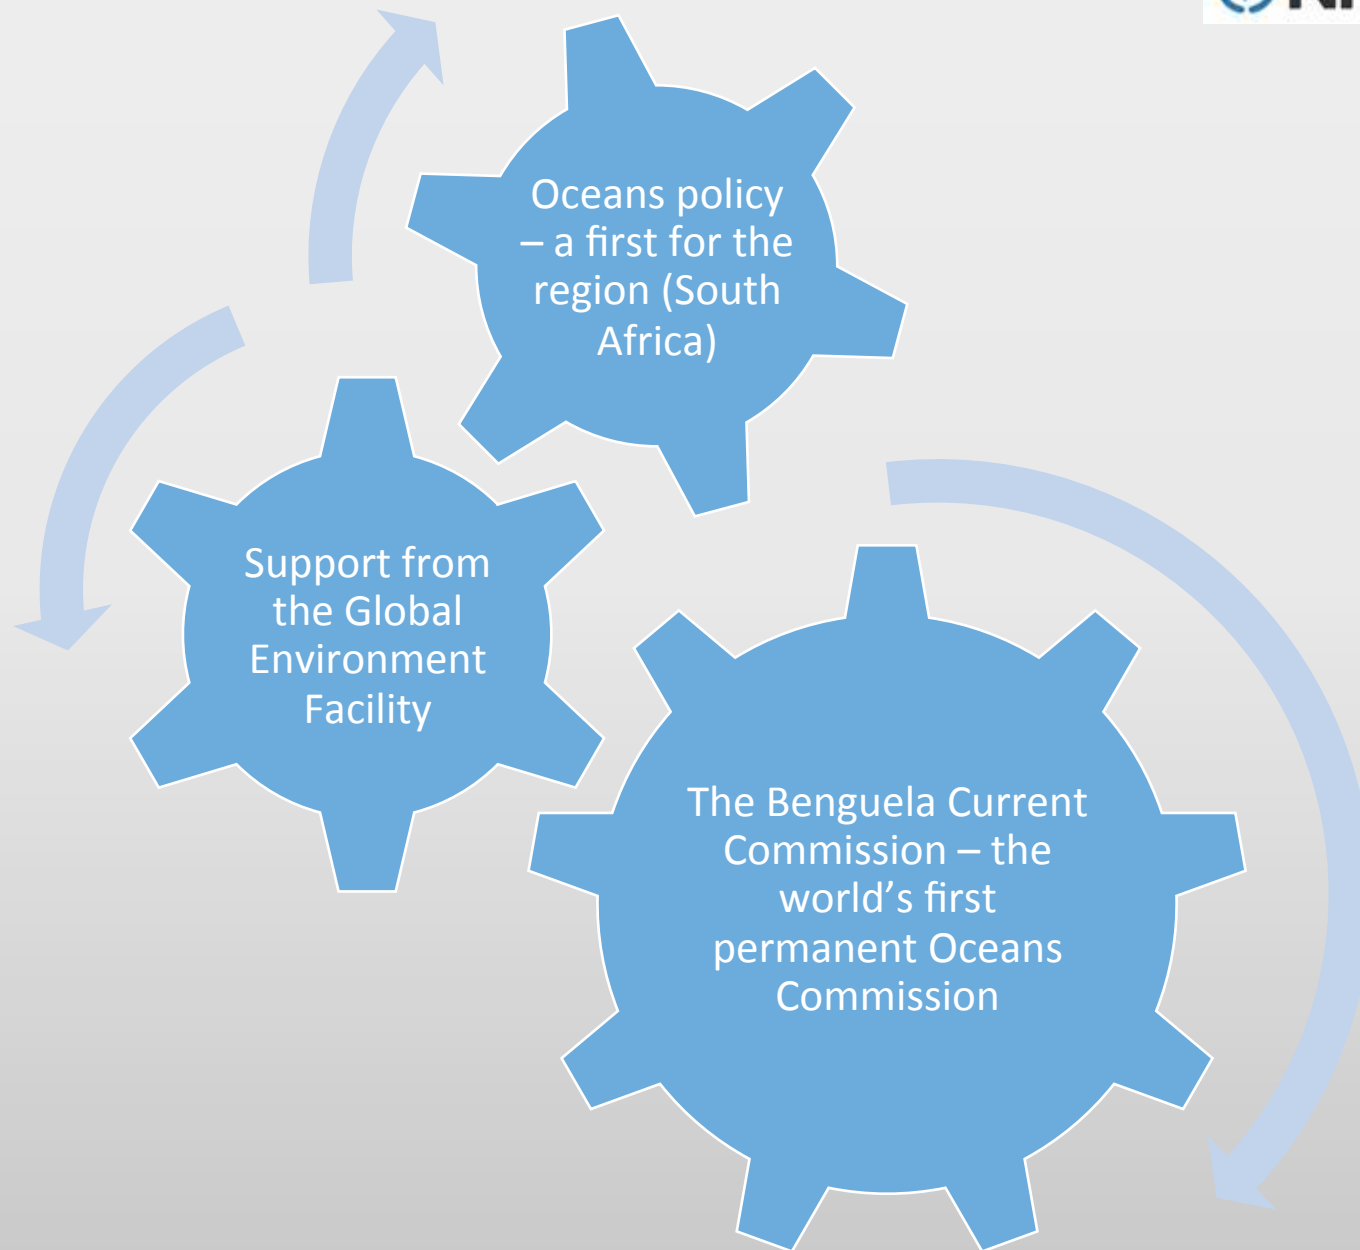 Oceans policy
– a first for the
region (South
Africa)
Support from
the Global
Environment
Facility
The Benguela Current
Commission – the
world’s first
permanent Oceans
Commission